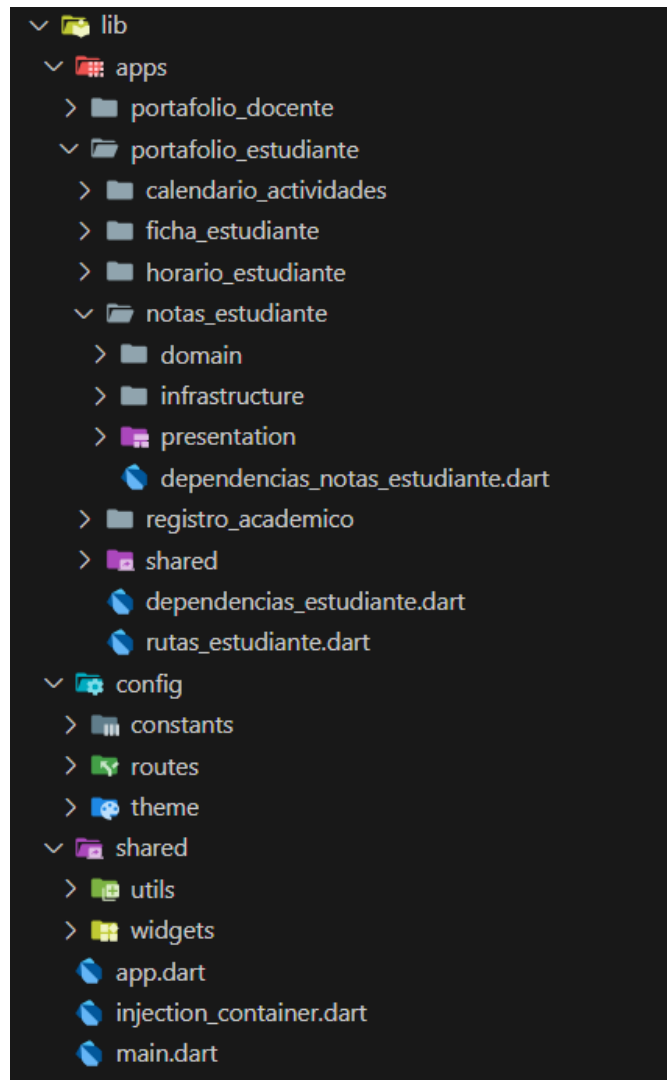 lib
apps
portafolio_docente
portafolio_estudiante
calendario_actividades
ficha_estudiante
horario_estudiante
notas_estudiante
domain
infrastructure
presentation
dependencias_notas_estudiante.dart
registro_academico
shared
dependencias_estudiante.dart
rutas_estudiante.dart
config
constants
routes
theme
shared
utils
widgets
app.dart
injection_container.dart
main.dart